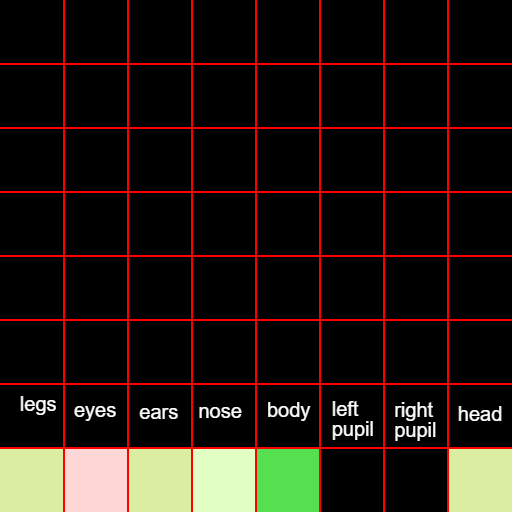 legs
eyes
ears
nose
body
left
pupil
right
pupil
head